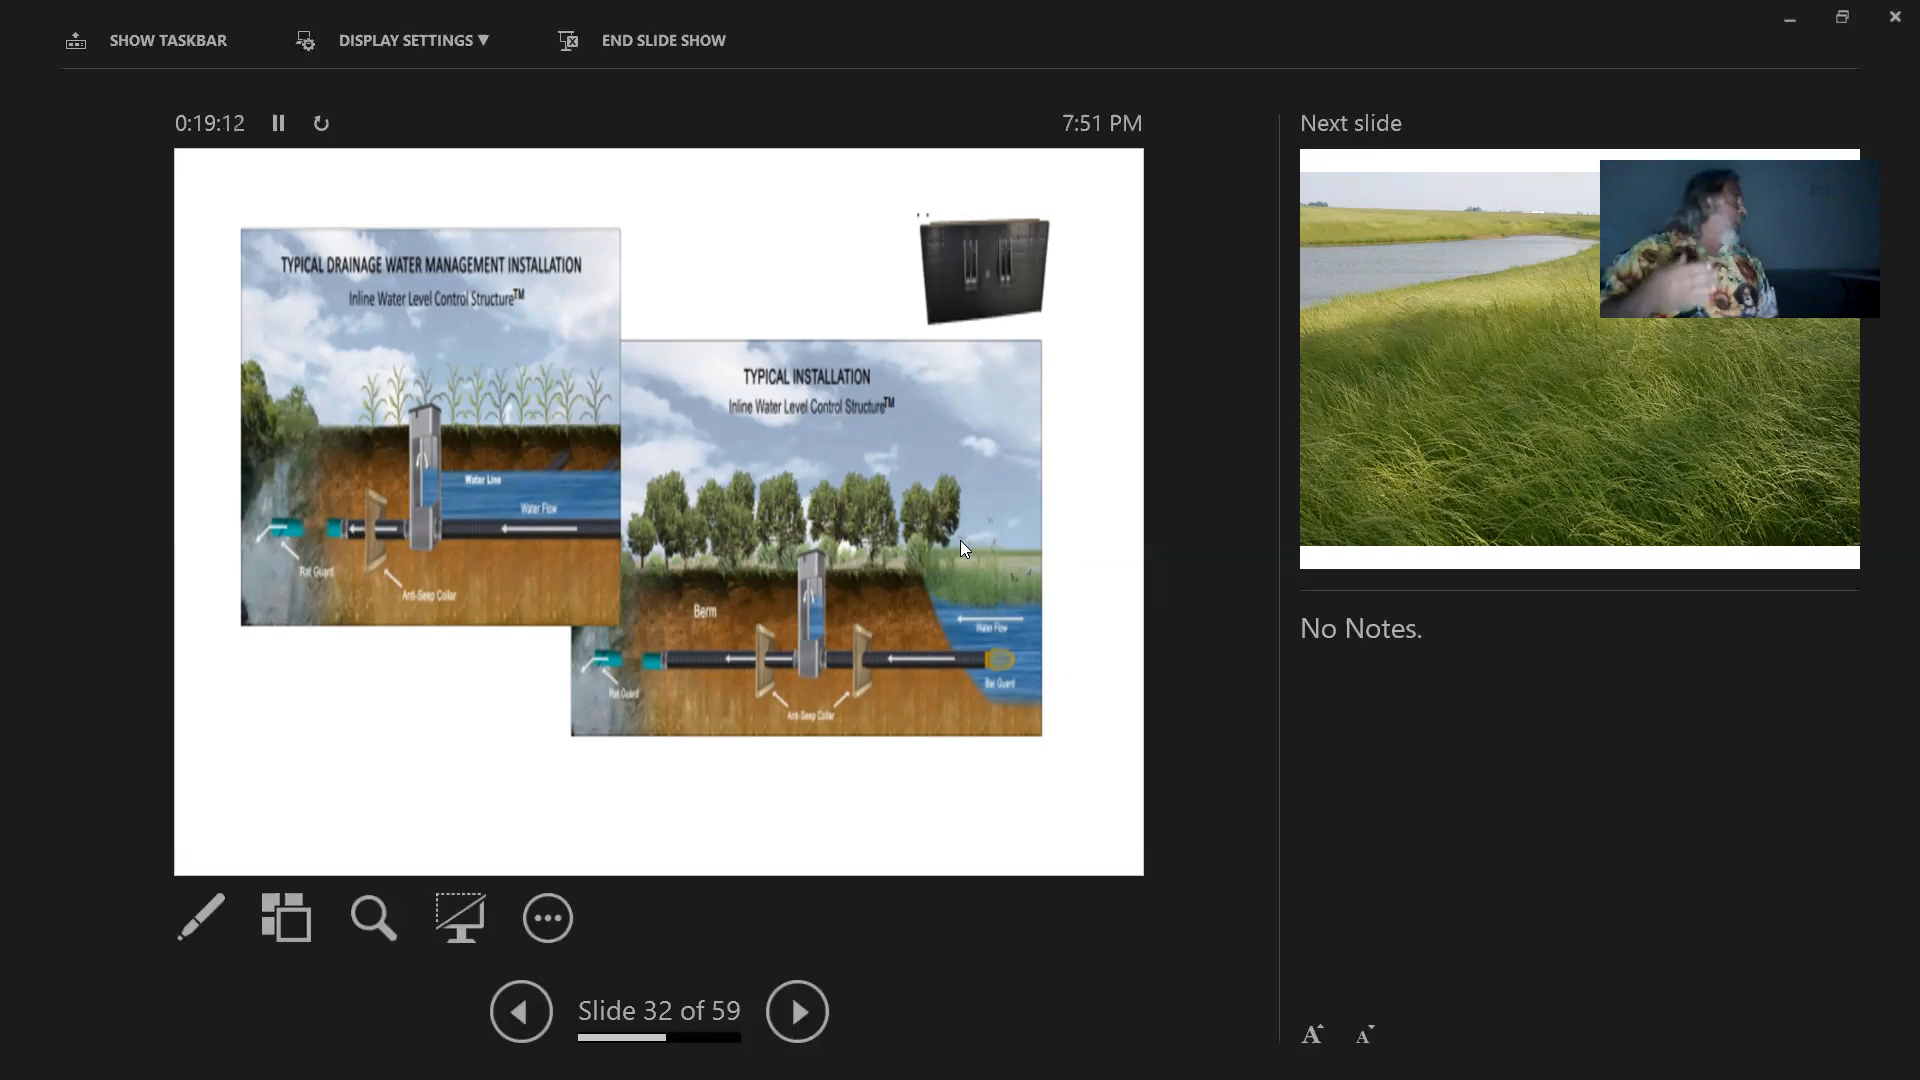 SHOW TASKBAR
DISPLAY SETTINGS ▼
END SLIDE SHOW
0:19:12
7:51 PM
Next slide
TYPICAL DRAINAGE WATER MANAGEMENT INSTALLATION
Inline Water Level Control Structure™
Water Line
Water Flow
Rat Guard
Anti-Seep Collar
TYPICAL INSTALLATION
Inline Water Level Control Structure™
Berm
Water Flow
Rat Guard
Bar Guard
Anti-Seep Collar
No Notes.
Slide 32 of 59
A A